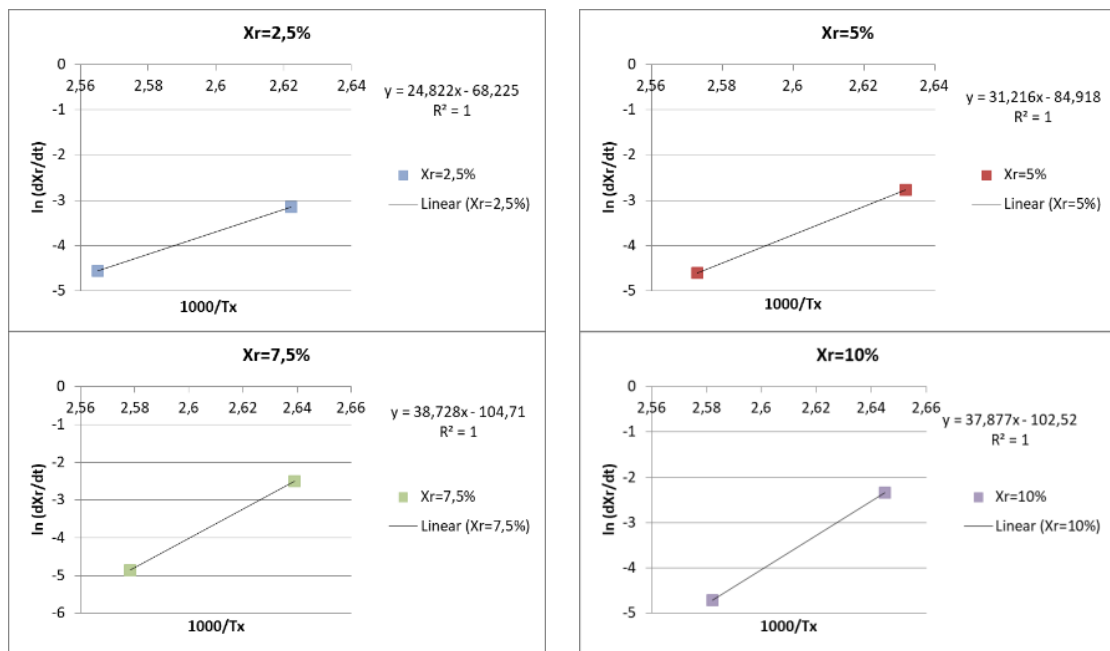 Xr=2,5%
0
2,56
2,58
2,6
2,62
2,64
-1
-2
-3
-4
-5
ln (dXr/dt)
1000/Tx
y = 24,822x - 68,225
R² = 1
Xr=2,5%
Linear (Xr=2,5%)
Xr=5%
0
2,56
2,58
2,6
2,62
2,64
-1
-2
-3
-4
-5
ln (dXr/dt)
1000/Tx
y = 31,216x - 84,918
R² = 1
Xr=5%
Linear (Xr=5%)
Xr=7,5%
0
2,56
2,58
2,6
2,62
2,64
2,66
-1
-2
-3
-4
-5
-6
ln (dXr/dt)
1000/Tx
y = 38,728x - 104,71
R² = 1
Xr=7,5%
Linear (Xr=7,5%)
Xr=10%
0
2,56
2,58
2,6
2,62
2,64
2,66
-1
-2
-3
-4
-5
ln (dXr/dt)
1000/Tx
y = 37,877x - 102,52
R² = 1
Xr=10%
Linear (Xr=10%)